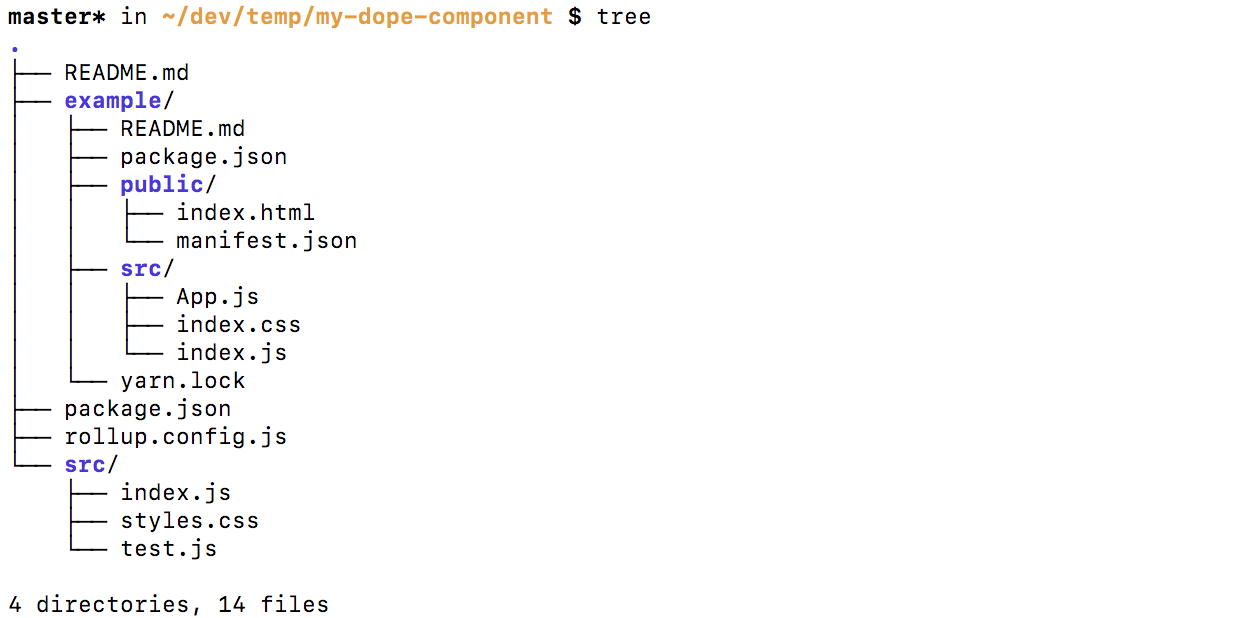 master* in ~/dev/temp/my-dope-component $ tree
.
├── README.md
├── example/
│   ├── README.md
│   ├── package.json
│   ├── public/
│   │   ├── index.html
│   │   └── manifest.json
│   ├── src/
│   │   ├── App.js
│   │   ├── index.css
│   │   └── index.js
│   └── yarn.lock
├── package.json
├── rollup.config.js
└── src/
    ├── index.js
    ├── styles.css
    └── test.js
4 directories, 14 files